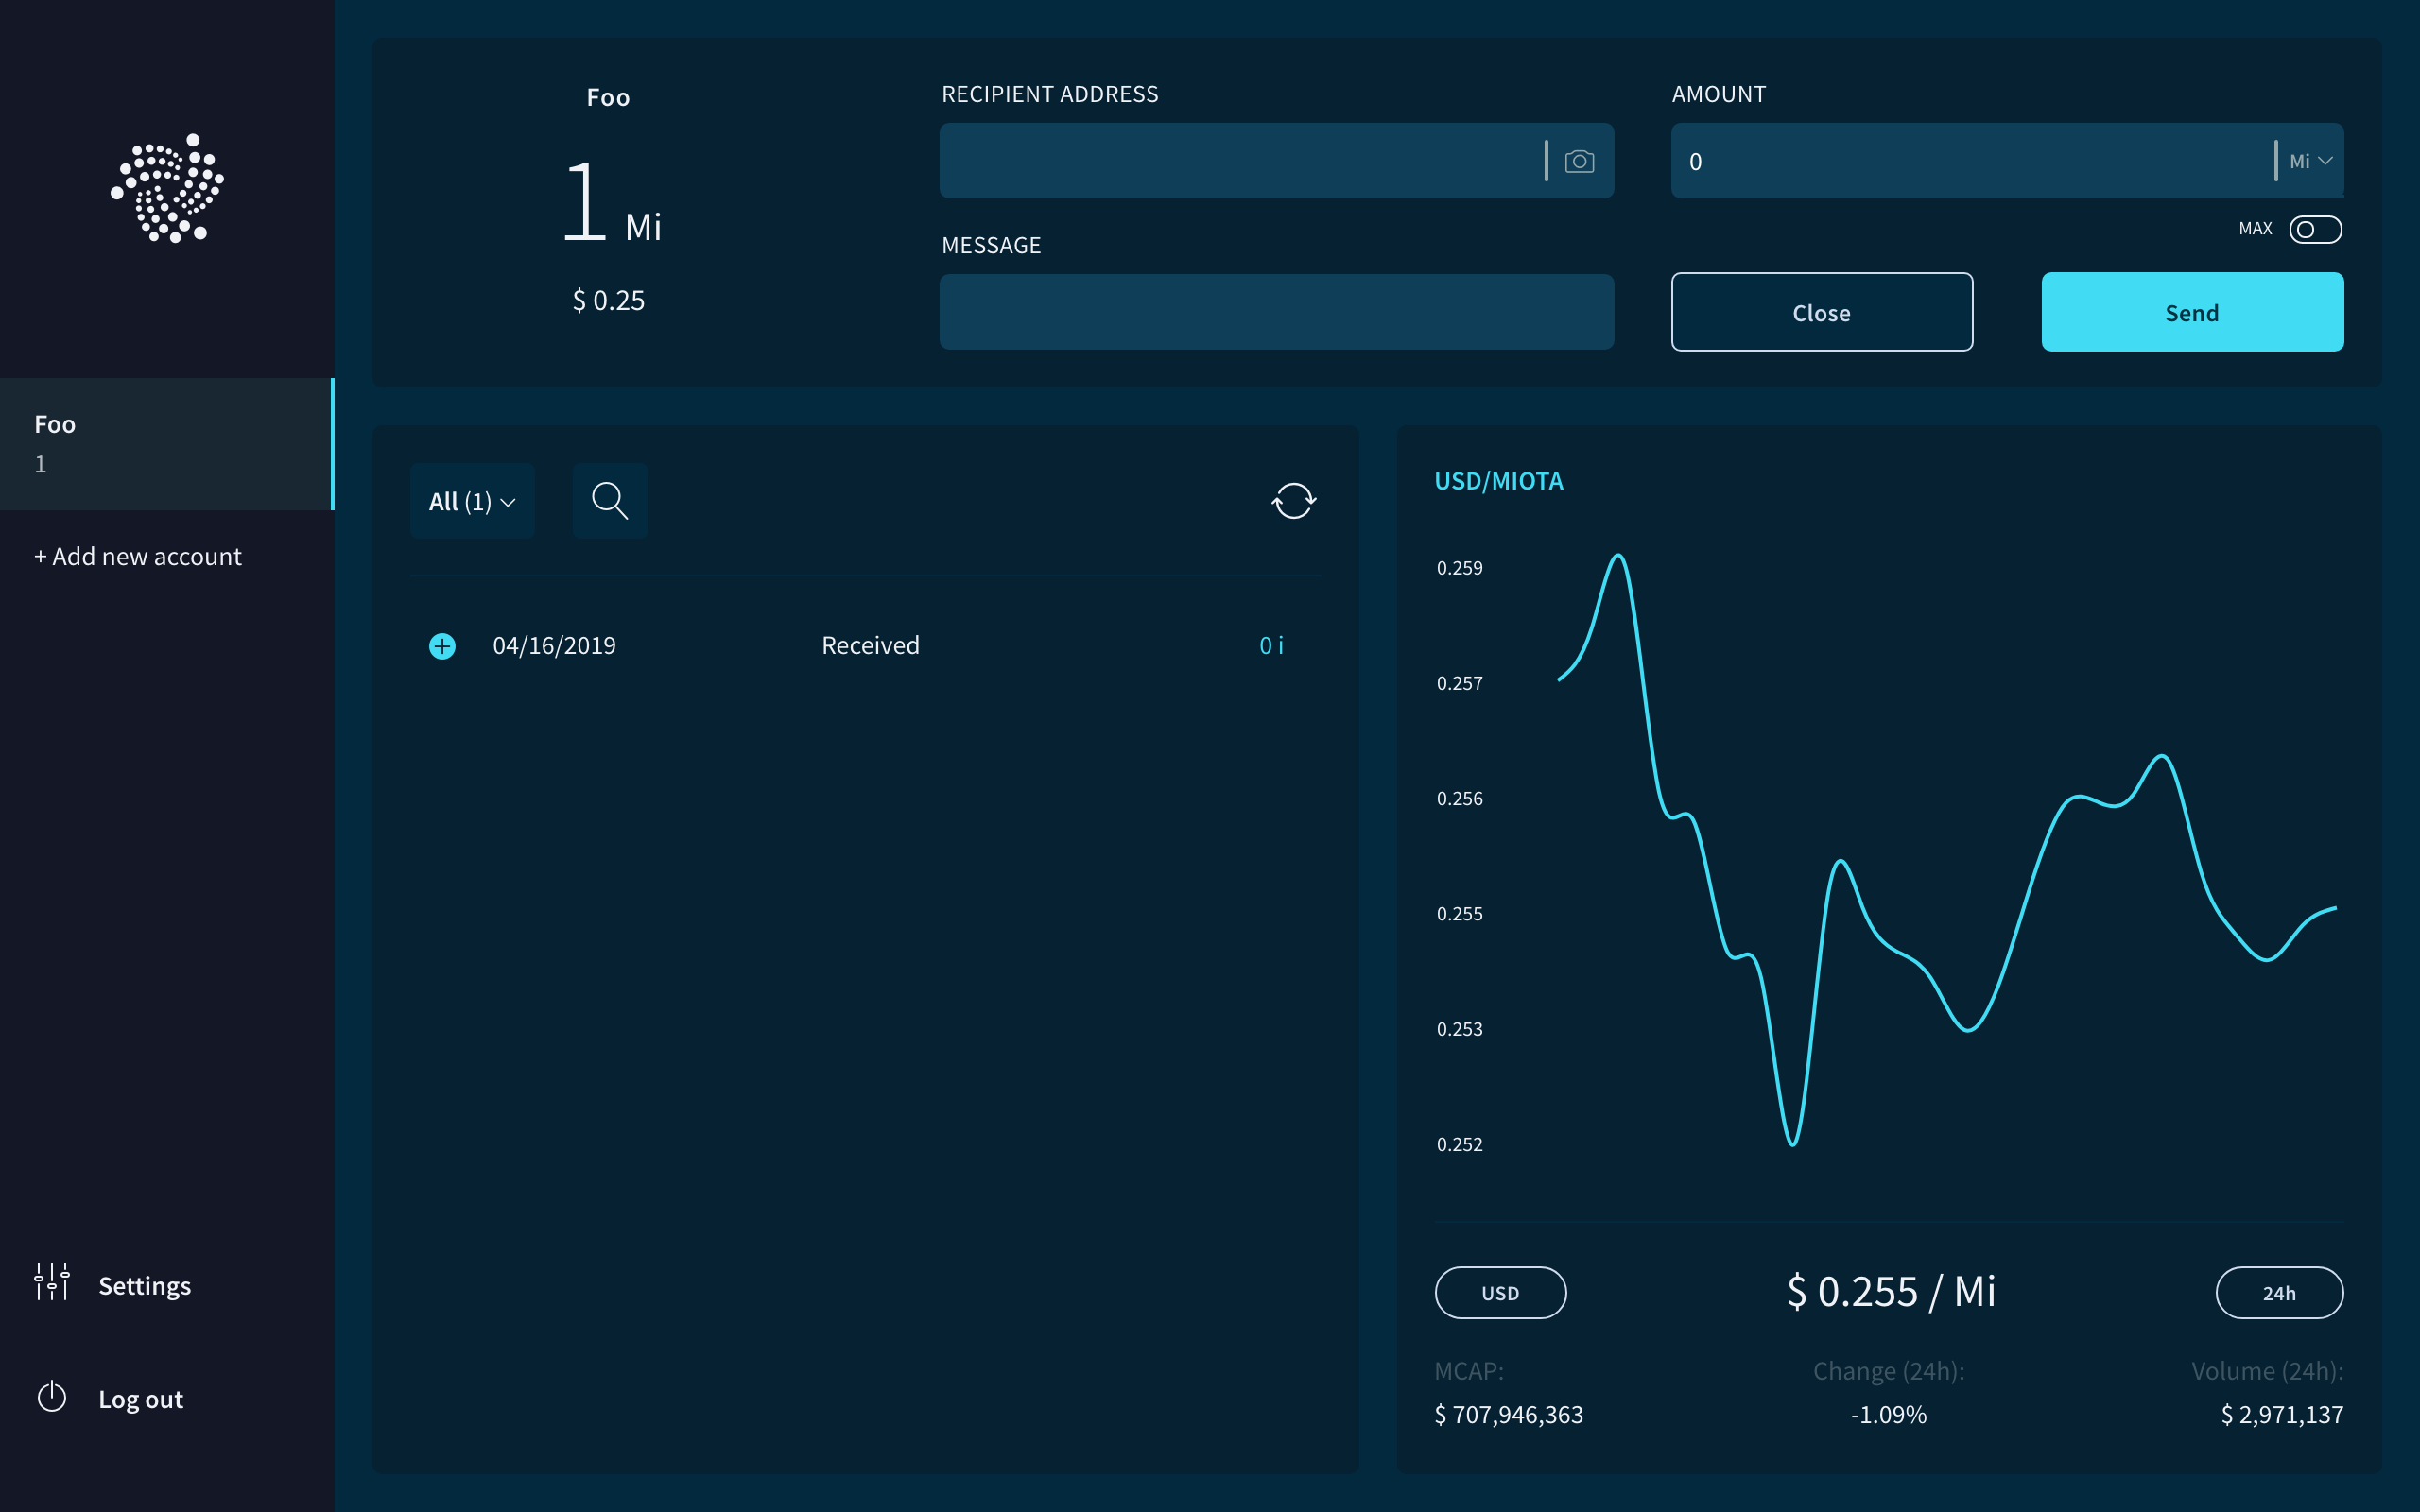 Foo
1
+ Add new account
Settings
Log out
Foo
1 Mi
$ 0.25
RECIPIENT ADDRESS
MESSAGE
AMOUNT
0 Mi
MAX
Close Send
All (1)
04/16/2019 Received 0 i
USD/MIOTA
0.259
0.257
0.256
0.255
0.253
0.252
USD $ 0.255 / Mi 24h
MCAP: Change (24h): Volume (24h):
$ 707,946,363 -1.09% $ 2,971,137